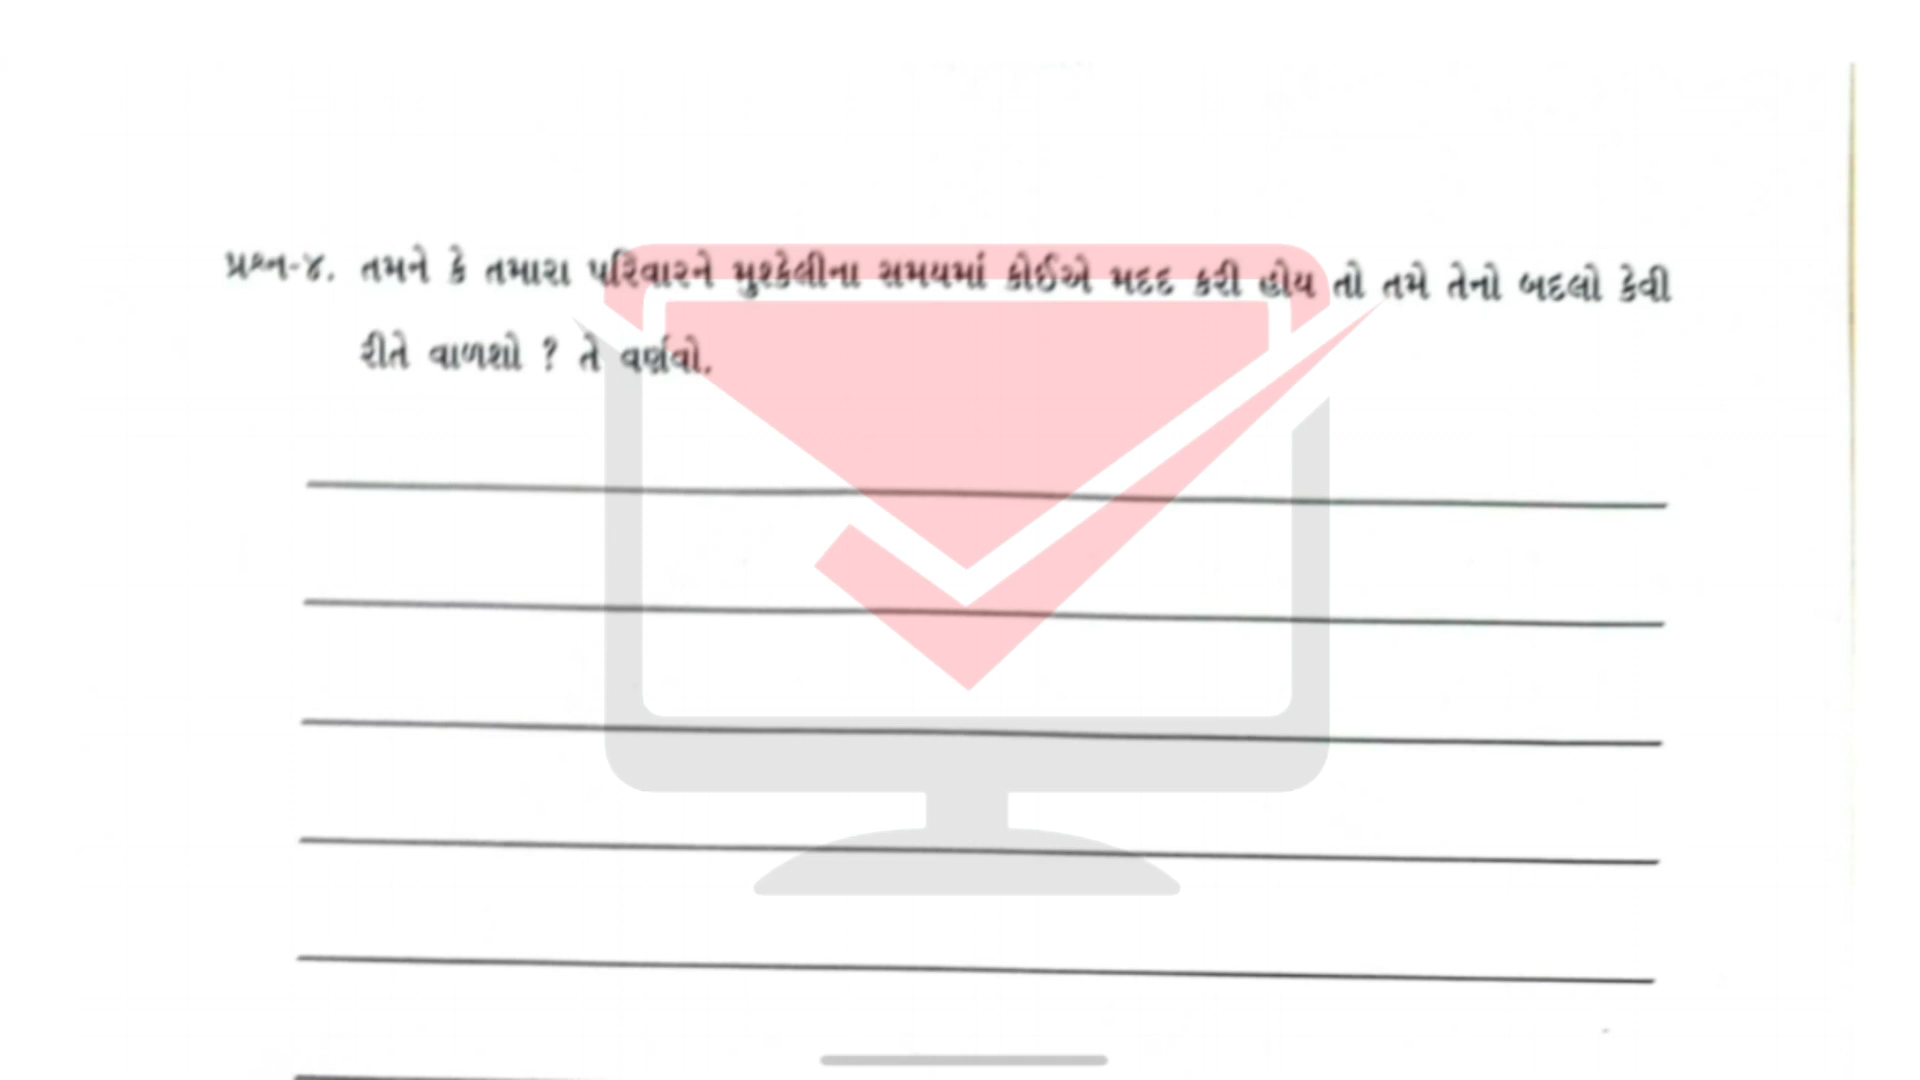 પ્રશ્ન-૪. તમને કે તમારા પરિવારને મુશ્કેલીના સમયમાં કોઈએ મદદ કરી હોય તો તમે તેનો બદલો કેવી
રીતે વાળશો ? તે વર્ણવો.